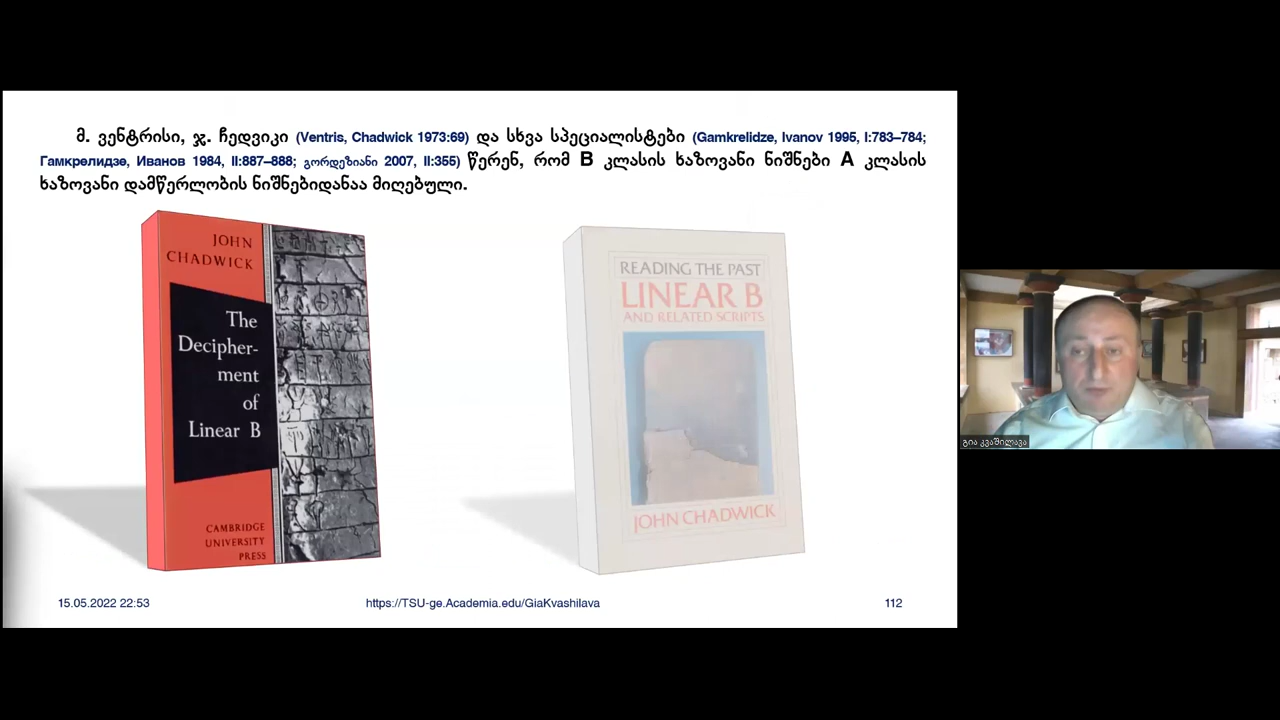 მ. ვენტრისი, ჯ. ჩედვიკი (Ventris, Chadwick 1973:69) და სხვა სპეციალისტები (Gamkrelidze, Ivanov 1995, I:783–784;
Гамкрелидзе, Иванов 1984, II:887–888; გორდეზიანი 2007, II:355) წერენ, რომ B კლასის ხაზოვანი ნიშნები A კლასის
ხაზოვანი დამწერლობის ნიშნებიდანაა მიღებული.
JOHN
CHADWICK
The
Decipher-
ment
of
Linear B
CAMBRIDGE
UNIVERSITY
PRESS
READING THE PAST
LINEAR B
AND RELATED SCRIPTS
JOHN CHADWICK
15.05.2022 22:53
https://TSU-ge.Academia.edu/GiaKvashilava
112
გია კვაშილავა